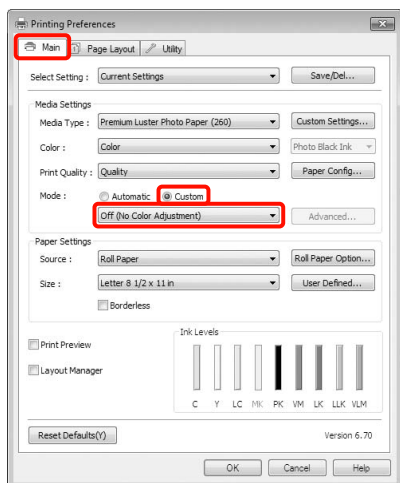 Printing Preferences
Main Page Layout Utility
Select Setting : Current Settings Save/Del...
Media Settings
Media Type : Premium Luster Photo Paper (260) Custom Settings...
Color : Color Photo Black Ink
Print Quality : Quality Paper Config...
Mode : Automatic Custom
Off (No Color Adjustment) Advanced...
Paper Settings
Source : Roll Paper Roll Paper Option...
Size : Letter 8 1/2 x 11 in User Defined...
Borderless
Ink Levels
Print Preview
Layout Manager
C Y LC MK PK VM LK LLK VLM
Reset Defaults(Y) Version 6.70
OK Cancel Help